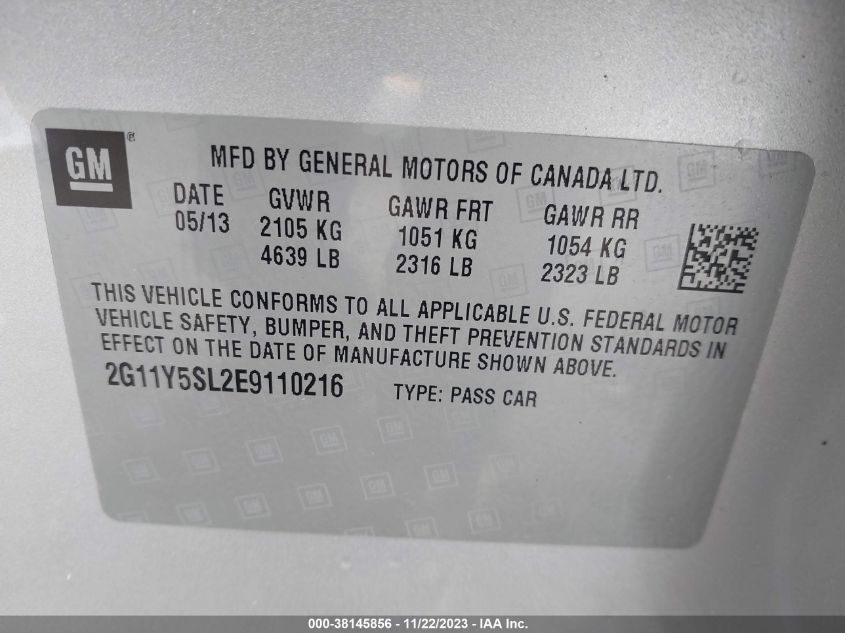 GM ®
MFD BY GENERAL MOTORS OF CANADA LTD.
DATE GVWR GAWR FRT GAWR RR
05/13 2105 KG 1051 KG 1054 KG
4639 LB 2316 LB 2323 LB
THIS VEHICLE CONFORMS TO ALL APPLICABLE U.S. FEDERAL MOTOR
VEHICLE SAFETY, BUMPER, AND THEFT PREVENTION STANDARDS IN
EFFECT ON THE DATE OF MANUFACTURE SHOWN ABOVE.
2G11Y5SL2E9110216 TYPE: PASS CAR
000-38145856 - 11/22/2023 - IAA Inc.